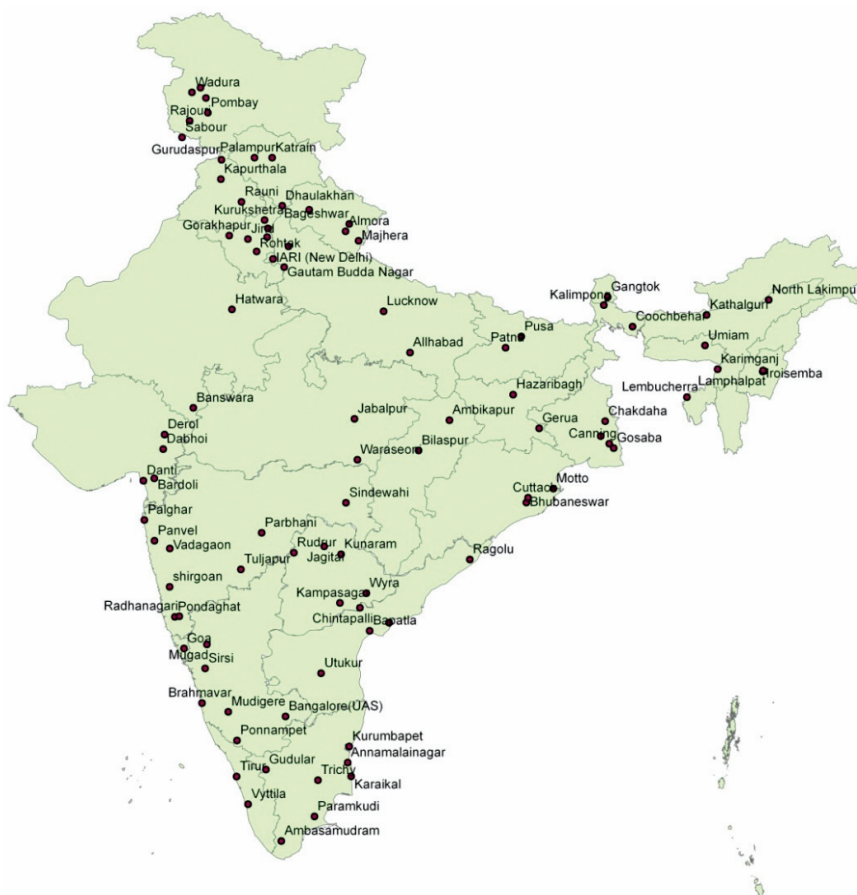 Wadura
Pombay
Rajouri
Sabour
Gurudaspur
Palampur
Katrain
Kapurthala
Rauni
Dhaulakhan
Kurukshetra
Bageshwar
Almora
Gorakhapur
Jind
Majhera
Rohtak
IARI (New Delhi)
Gautam Budda Nagar
Hatwara
Lucknow
Kalimpong
Gangtok
North Lakimpu
Coochbehar
Kathalguri
Pusa
Patna
Umiam
Allhabad
Karimganj
Iroisemba
Lamphalpat
Lembucherra
Hazaribagh
Banswara
Jabalpur
Ambikapur
Gerua
Chakdaha
Derol
Dabhoi
Canning
Gosaba
Waraseoni
Bilaspur
Danti
Bardoli
Motto
Cuttack
Bhubaneswar
Sindewahi
Palghar
Parbhani
Panvel
Vadagaon
Rudrur
Jagital
Kunaram
Ragolu
Tuljapur
shirgoan
Wyra
Kampasagar
Radhanagari
Pondaghat
Chintapalli
Bapatla
Goa
Mugad
Sirsi
Utukur
Brahmavar
Mudigere
Bangalore(UAS)
Ponnampet
Kurumbapet
Annamalainagar
Tirur
Gudular
Trichy
Karaikal
Vyttila
Paramkudi
Ambasamudram